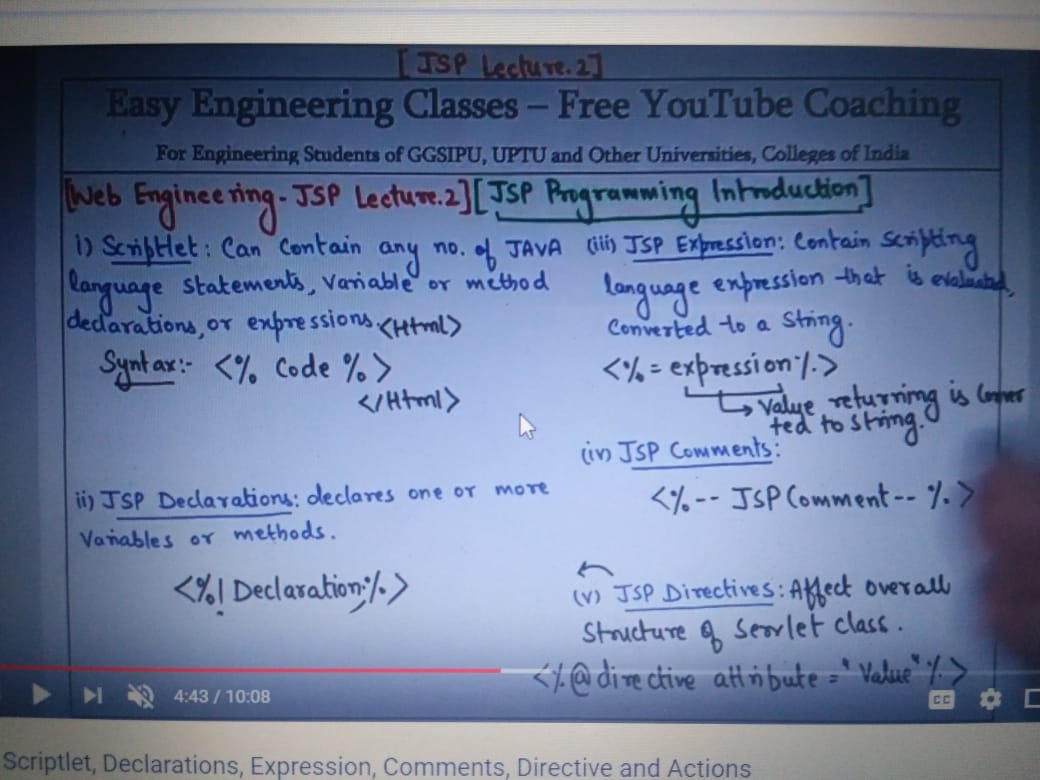 [JSP Lecture.2]
Easy Engineering Classes – Free YouTube Coaching
For Engineering Students of GGSIPU, UPTU and Other Universities, Colleges of India
[Web Engineering - JSP Lecture.2] [JSP Programming Introduction]
i) Scriptlet : Can Contain any no. of JAVA
language statements, variable or method
declarations, or expressions. <Html>
Syntax:- <% Code %>
</Html>
ii) JSP Declarations: declares one or more
Variables or methods.
<%! Declaration; %>
(iii) JSP Expression: Contain scripting
language expression that is evaluated,
Converted to a String.
<%= expression %>
↳ Value returning is Conver
ted to String.
(iv) JSP Comments:
<%-- JSP Comment -- %>
(v) JSP Directives: Affect overall
Structure of Servlet class.
<%@ directive attribute = "Value" %>
4:43 / 10:08
CC
Scriptlet, Declarations, Expression, Comments, Directive and Actions